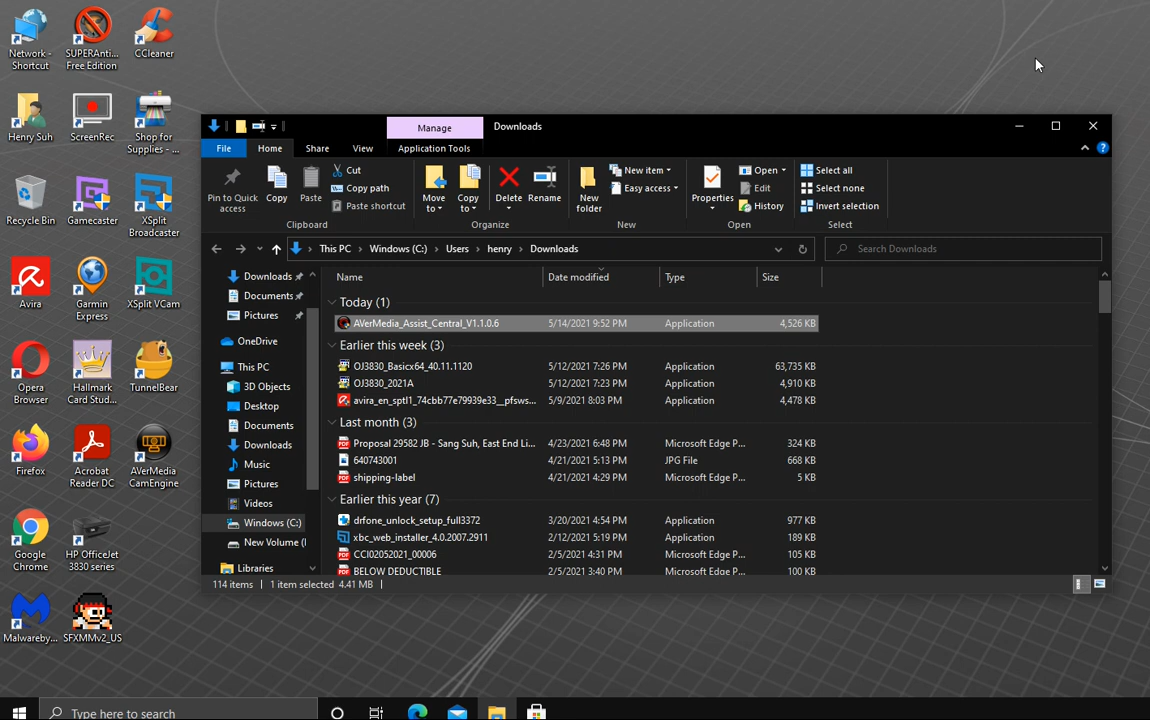 Network - Shortcut
SUPERAnti... Free Edition
CCleaner
Henry Suh
ScreenRec
Shop for Supplies - ...
Recycle Bin
Gamecaster
XSplit Broadcaster
Avira
Garmin Express
XSplit VCam
Opera Browser
Hallmark Card Stud...
TunnelBear
Firefox
Acrobat Reader DC
AVerMedia CamEngine
Google Chrome
HP OfficeJet 3830 series
Malwareby...
SFXMMv2_US
Manage
Downloads
File
Home
Share
View
Application Tools
Pin to Quick access
Copy
Paste
Cut
Copy path
Paste shortcut
Clipboard
Move to
Copy to
Delete
Rename
Organize
New folder
New item
Easy access
New
Properties
Open
Edit
History
Open
Select all
Select none
Invert selection
Select
This PC > Windows (C:) > Users > henry > Downloads
Search Downloads
Downloads
Documents
Pictures
OneDrive
This PC
3D Objects
Desktop
Documents
Downloads
Music
Pictures
Videos
Windows (C:)
New Volume (
Libraries
Name Date modified Type Size
Today (1)
AVerMedia_Assist_Central_V1.1.0.6 5/14/2021 9:52 PM Application 4,526 KB
Earlier this week (3)
OJ3830_Basicx64_40.11.1120 5/12/2021 7:26 PM Application 63,735 KB
OJ3830_2021A 5/12/2021 7:23 PM Application 4,910 KB
avira_en_sptl1_74cbb77e79939e33__pfsws... 5/9/2021 8:03 PM Application 4,478 KB
Last month (3)
Proposal 29582 JB - Sang Suh, East End Li... 4/23/2021 6:48 PM Microsoft Edge P... 324 KB
640743001 4/21/2021 5:13 PM JPG File 668 KB
shipping-label 4/21/2021 4:29 PM Microsoft Edge P... 5 KB
Earlier this year (7)
drfone_unlock_setup_full3372 3/20/2021 4:54 PM Application 977 KB
xbc_web_installer_4.0.2007.2911 2/12/2021 5:19 PM Application 189 KB
CCI02052021_00006 2/5/2021 4:31 PM Microsoft Edge P... 105 KB
BELOW DEDUCTIBLE 2/5/2021 3:40 PM Microsoft Edge P... 100 KB
114 items 1 item selected 4.41 MB
Type here to search